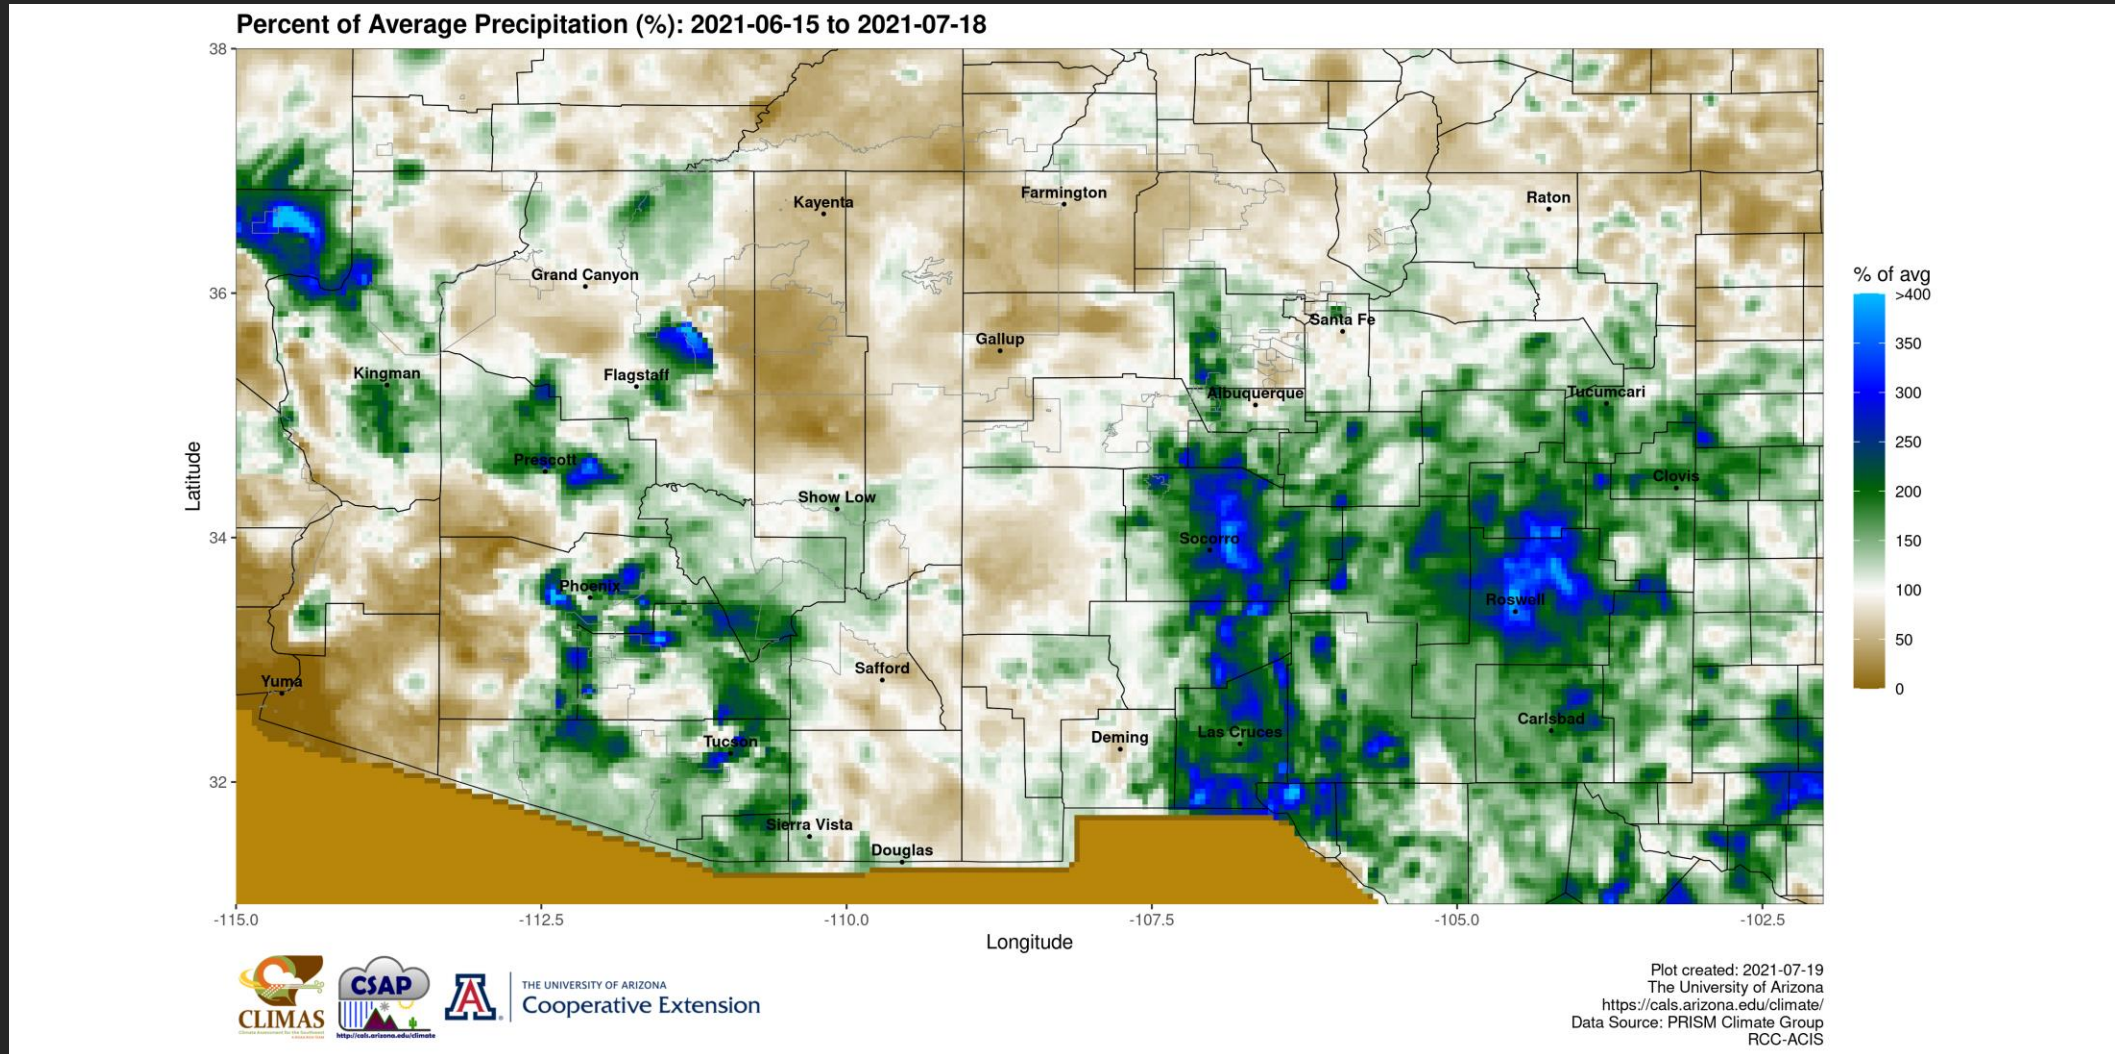 Percent of Average Precipitation (%): 2021-06-15 to 2021-07-18
38
36
34
32
Latitude
-115.0
-112.5
-110.0
-107.5
-105.0
-102.5
Longitude
Kayenta
Farmington
Raton
Grand Canyon
Santa Fe
Gallup
Kingman
Flagstaff
Albuquerque
Tucumcari
Prescott
Show Low
Clovis
Socorro
Phoenix
Roswell
Safford
Yuma
Carlsbad
Tucson
Deming
Las Cruces
Sierra Vista
Douglas
% of avg
>400
350
300
250
200
150
100
50
0
CLIMAS
CSAP
http://cals.arizona.edu/climate
A
THE UNIVERSITY OF ARIZONA
Cooperative Extension
Plot created: 2021-07-19
The University of Arizona
https://cals.arizona.edu/climate/
Data Source: PRISM Climate Group
RCC-ACIS